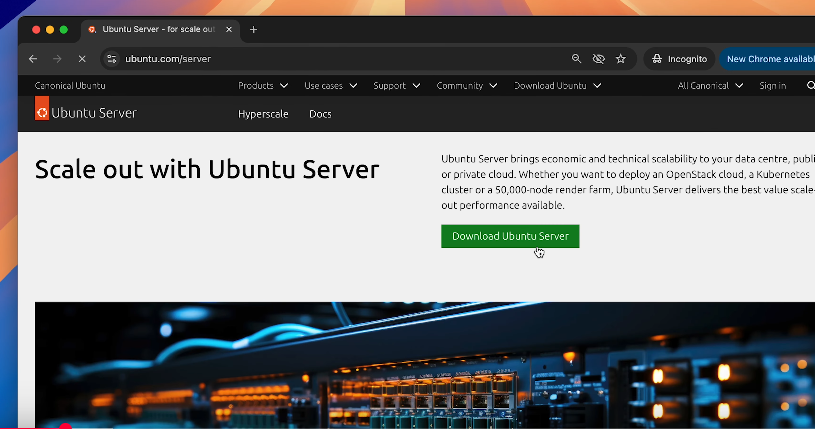 Ubuntu Server - for scale out
ubuntu.com/server
Incognito
New Chrome availabl
Canonical Ubuntu
Products
Use cases
Support
Community
Download Ubuntu
All Canonical
Sign in
Ubuntu Server
Hyperscale
Docs
Scale out with Ubuntu Server
Ubuntu Server brings economic and technical scalability to your data centre, publi
or private cloud. Whether you want to deploy an OpenStack cloud, a Kubernetes
cluster or a 50,000-node render farm, Ubuntu Server delivers the best value scale-
out performance available.
Download Ubuntu Server